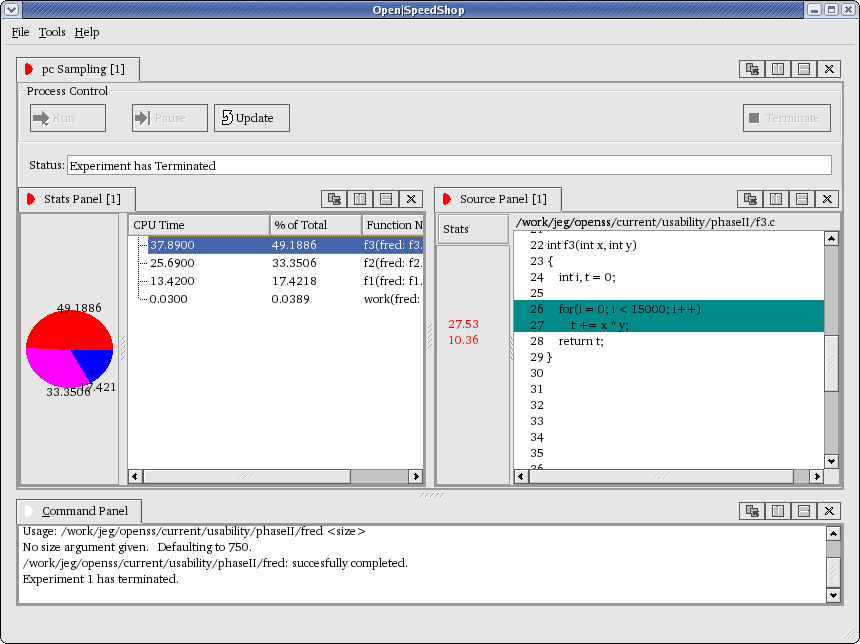 Open|SpeedShop
File Tools Help
pc Sampling [1]
Process Control
Run Pause Update Terminate
Status: Experiment has Terminated
Stats Panel [1]
CPU Time % of Total Function N
37.8900 49.1886 f3(fred: f3.
25.6900 33.3506 f2(fred: f2.
13.4200 17.4218 f1(fred: f1.
0.0300 0.0389 work(fred:
49.1886
17.421
33.3506
Source Panel [1]
Stats /work/jeg/openss/current/usability/phaseII/f3.c
21
22 int f3(int x, int y)
23 {
24 int i, t = 0;
25
26 for(i = 0; i < 15000; i++)
27.53
27 t += x * y;
10.36
28 return t;
29 }
30
31
32
33
34
35
36
Command Panel
Usage: /work/jeg/openss/current/usability/phaseII/fred <size>
No size argument given. Defaulting to 750.
/work/jeg/openss/current/usability/phaseII/fred: succesfully completed.
Experiment 1 has terminated.